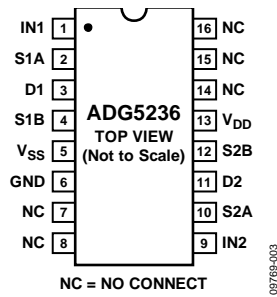 IN1 1 16 NC
S1A 2 15 NC
D1 3 14 NC
S1B 4 ADG5236 13 VDD
TOP VIEW
VSS 5 (Not to Scale) 12 S2B
GND 6 11 D2
NC 7 10 S2A
NC 8 9 IN2
NC = NO CONNECT
09769-003